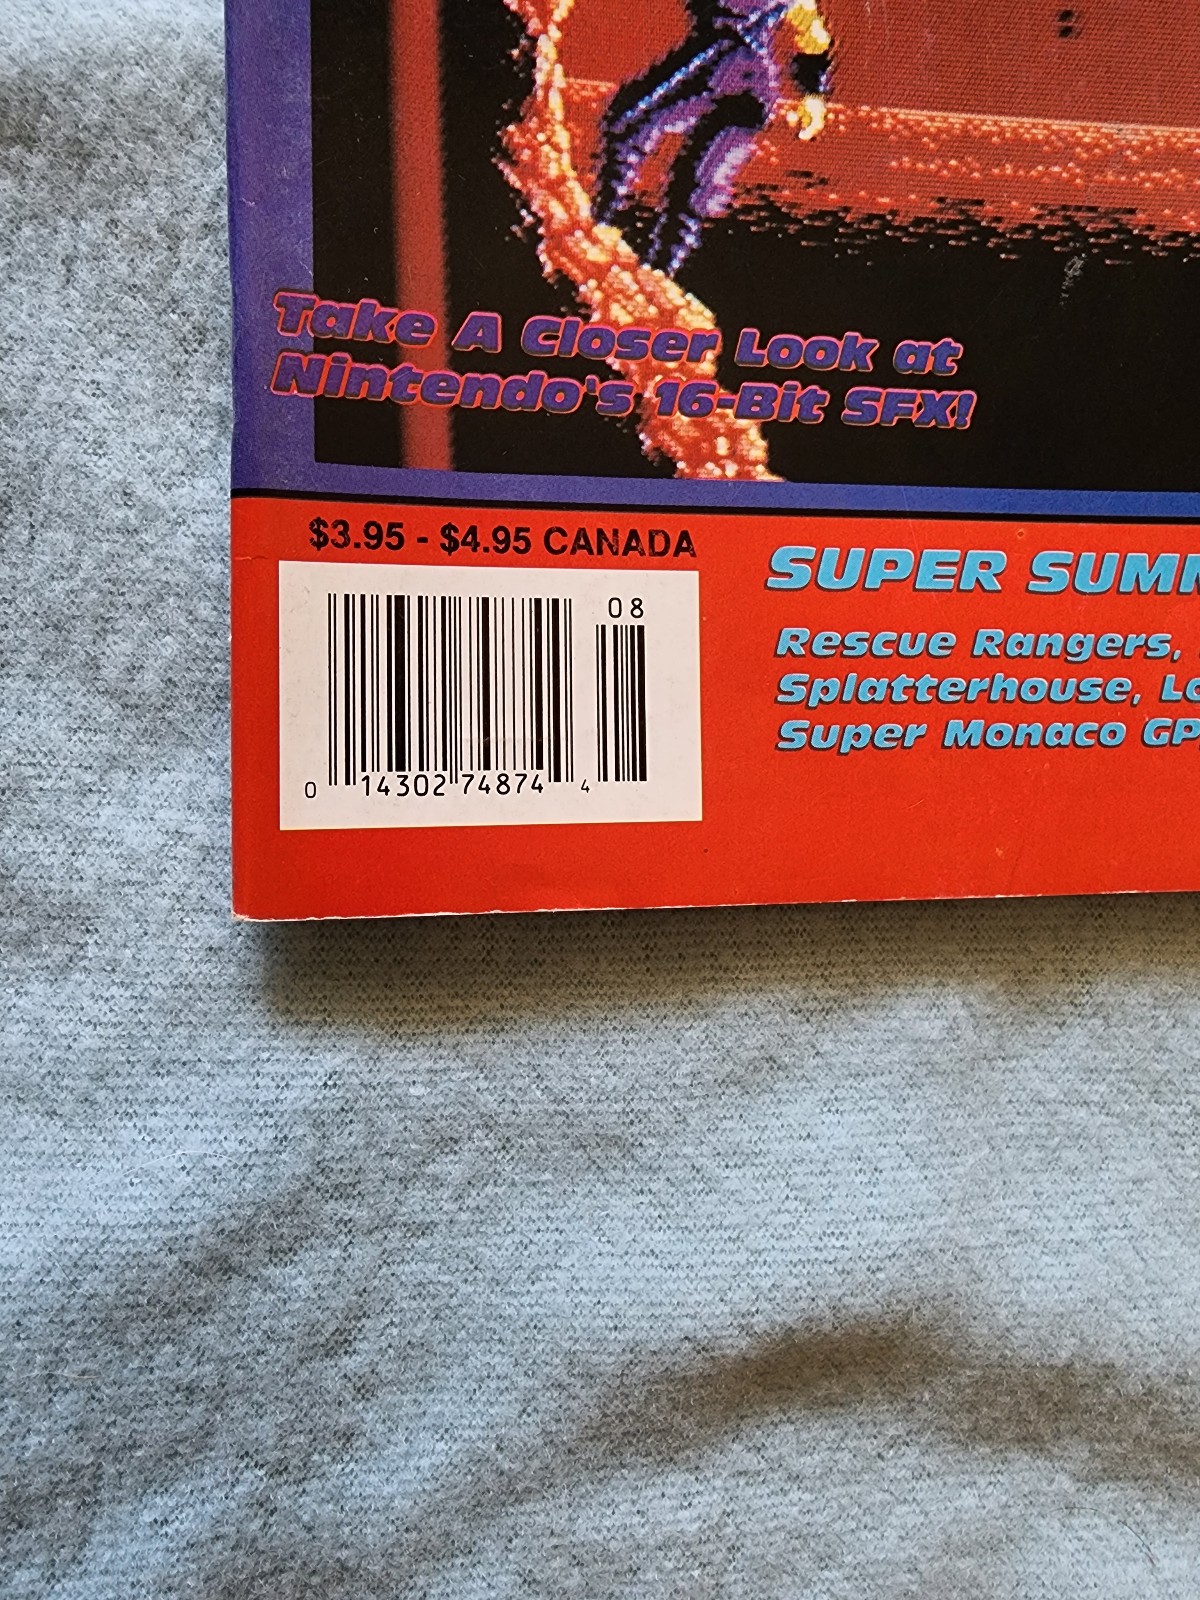 Take A Closer Look at
Nintendo's 16-Bit SFX!
$3.95 - $4.95 CANADA
08
0 14302 74874 4
SUPER
Rescue Rangers,
Splatterhouse,
Super Monaco GP